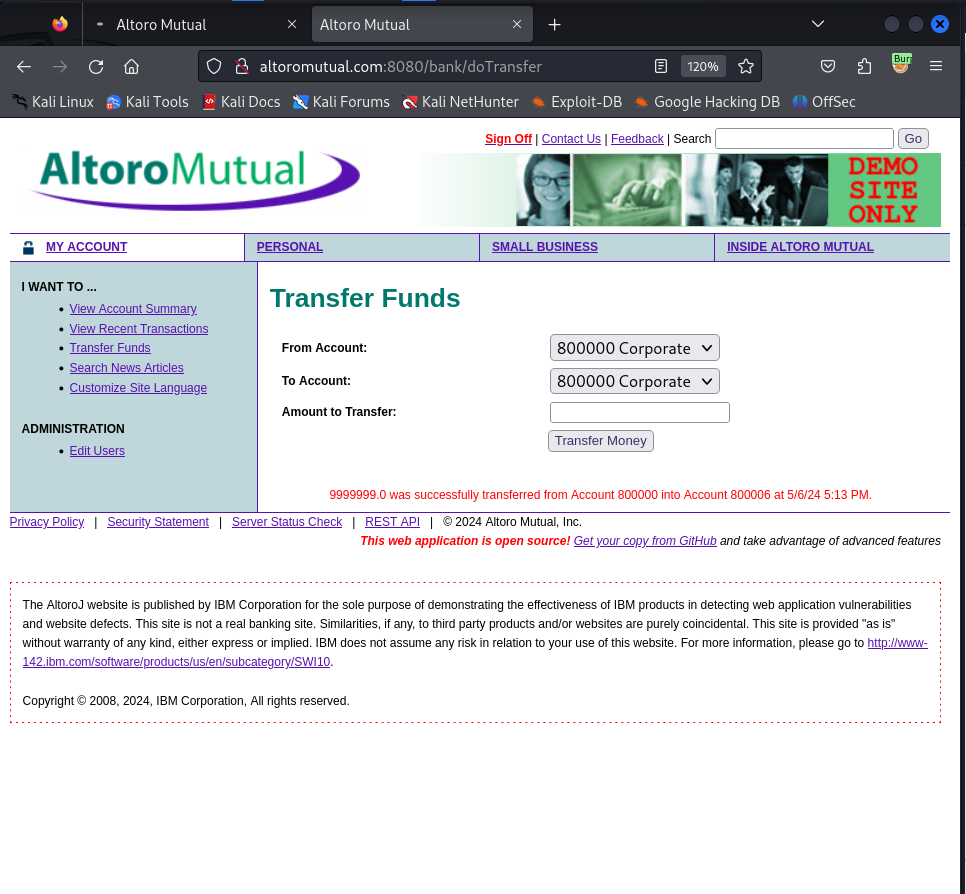 Altoro Mutual
Altoro Mutual
altoromutual.com:8080/bank/doTransfer
120%
Burr
Kali Linux Kali Tools Kali Docs Kali Forums Kali NetHunter Exploit-DB Google Hacking DB OffSec
Sign Off | Contact Us | Feedback | Search Go
AltoroMutual
DEMO
SITE
ONLY
MY ACCOUNT PERSONAL SMALL BUSINESS INSIDE ALTORO MUTUAL
I WANT TO ...
• View Account Summary
• View Recent Transactions
• Transfer Funds
• Search News Articles
• Customize Site Language
ADMINISTRATION
• Edit Users
Transfer Funds
From Account: 800000 Corporate
To Account: 800000 Corporate
Amount to Transfer:
Transfer Money
9999999.0 was successfully transferred from Account 800000 into Account 800006 at 5/6/24 5:13 PM.
Privacy Policy | Security Statement | Server Status Check | REST API | © 2024 Altoro Mutual, Inc.
This web application is open source! Get your copy from GitHub and take advantage of advanced features
The AltoroJ website is published by IBM Corporation for the sole purpose of demonstrating the effectiveness of IBM products in detecting web application vulnerabilities
and website defects. This site is not a real banking site. Similarities, if any, to third party products and/or websites are purely coincidental. This site is provided "as is"
without warranty of any kind, either express or implied. IBM does not assume any risk in relation to your use of this website. For more information, please go to http://www-
142.ibm.com/software/products/us/en/subcategory/SWI10.
Copyright © 2008, 2024, IBM Corporation, All rights reserved.